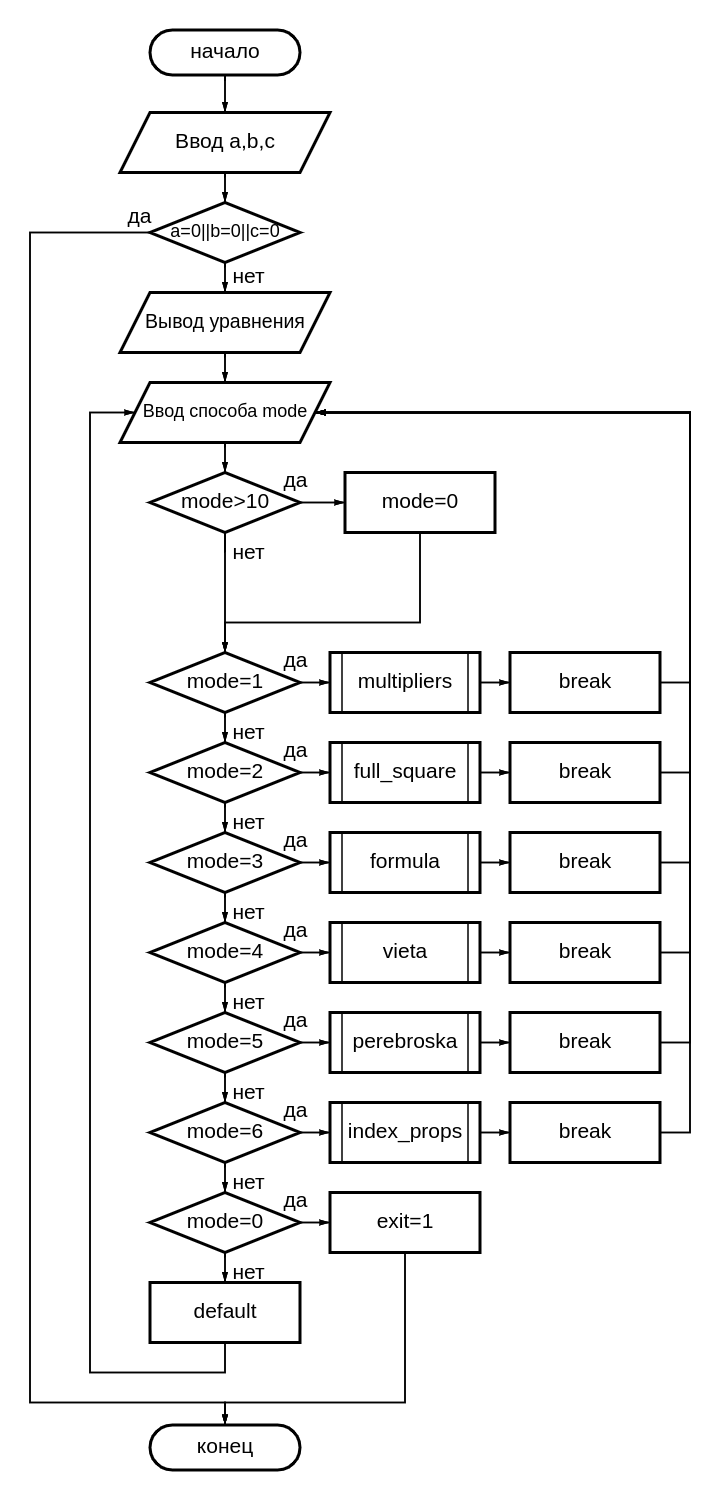 начало
Ввод a,b,c
да
a=0||b=0||c=0
нет
Вывод уравнения
Ввод способа mode
да
mode>10
mode=0
нет
да
mode=1
multipliers
break
нет
да
mode=2
full_square
break
нет
да
mode=3
formula
break
нет
да
mode=4
vieta
break
нет
да
mode=5
perebroska
break
нет
да
mode=6
index_props
break
нет
да
mode=0
exit=1
нет
default
конец